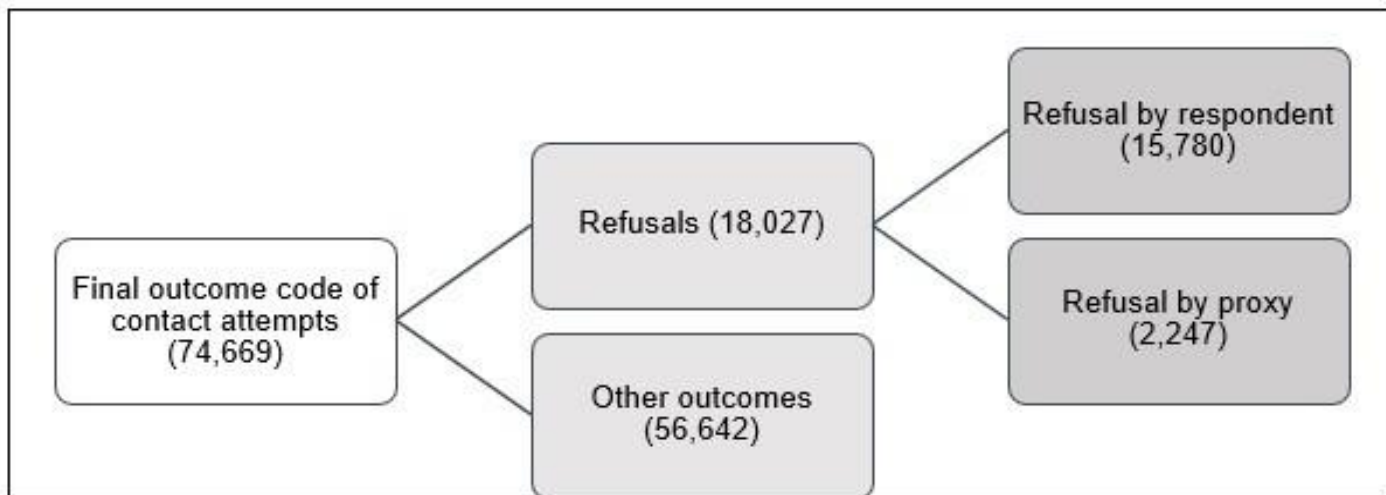 Final outcome code of
contact attempts
(74,669)
Refusals (18,027)
Other outcomes
(56,642)
Refusal by respondent
(15,780)
Refusal by proxy
(2,247)